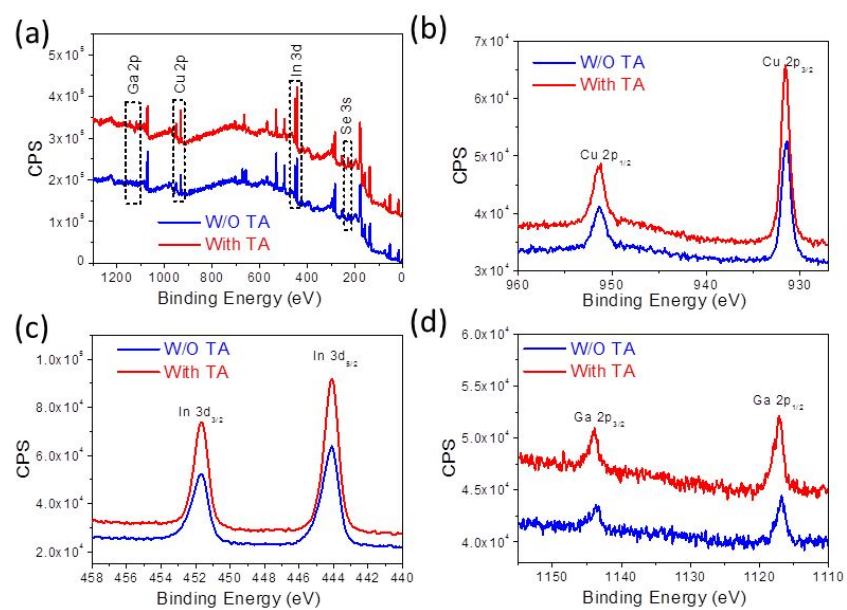 (a)
5x10⁵
4x10⁵
3x10⁵
2x10⁵
1x10⁵
0
CPS
Ga 2p
Cu 2p
In 3d
Se 3s
W/O TA
With TA
1200 1000 800 600 400 200 0
Binding Energy (eV)
(b)
7x10⁴
6x10⁴
5x10⁴
4x10⁴
3x10⁴
CPS
W/O TA
With TA
Cu 2p₃/₂
Cu 2p₁/₂
960 950 940 930
Binding Energy (eV)
(c)
1.0x10⁵
8.0x10⁴
6.0x10⁴
4.0x10⁴
2.0x10⁴
CPS
W/O TA
With TA
In 3d₅/₂
In 3d₃/₂
458 456 454 452 450 448 446 444 442 440
Binding Energy (eV)
(d)
6.0x10⁴
5.5x10⁴
5.0x10⁴
4.5x10⁴
4.0x10⁴
CPS
W/O TA
With TA
Ga 2p₃/₂
Ga 2p₁/₂
1150 1140 1130 1120 1110
Binding Energy (eV)